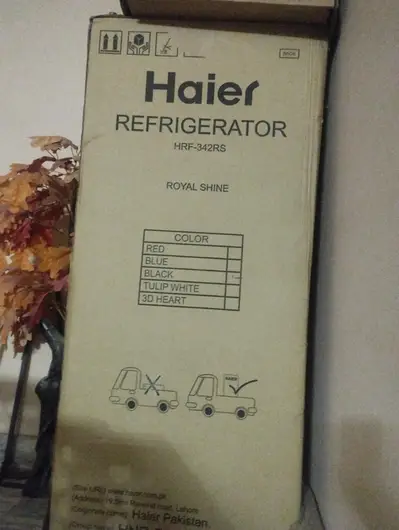 Haier
REFRIGERATOR
HRF-342RS
ROYAL SHINE
COLOR
RED
BLUE
BLACK
TULIP WHITE
3D HEART
Haier Pakistan